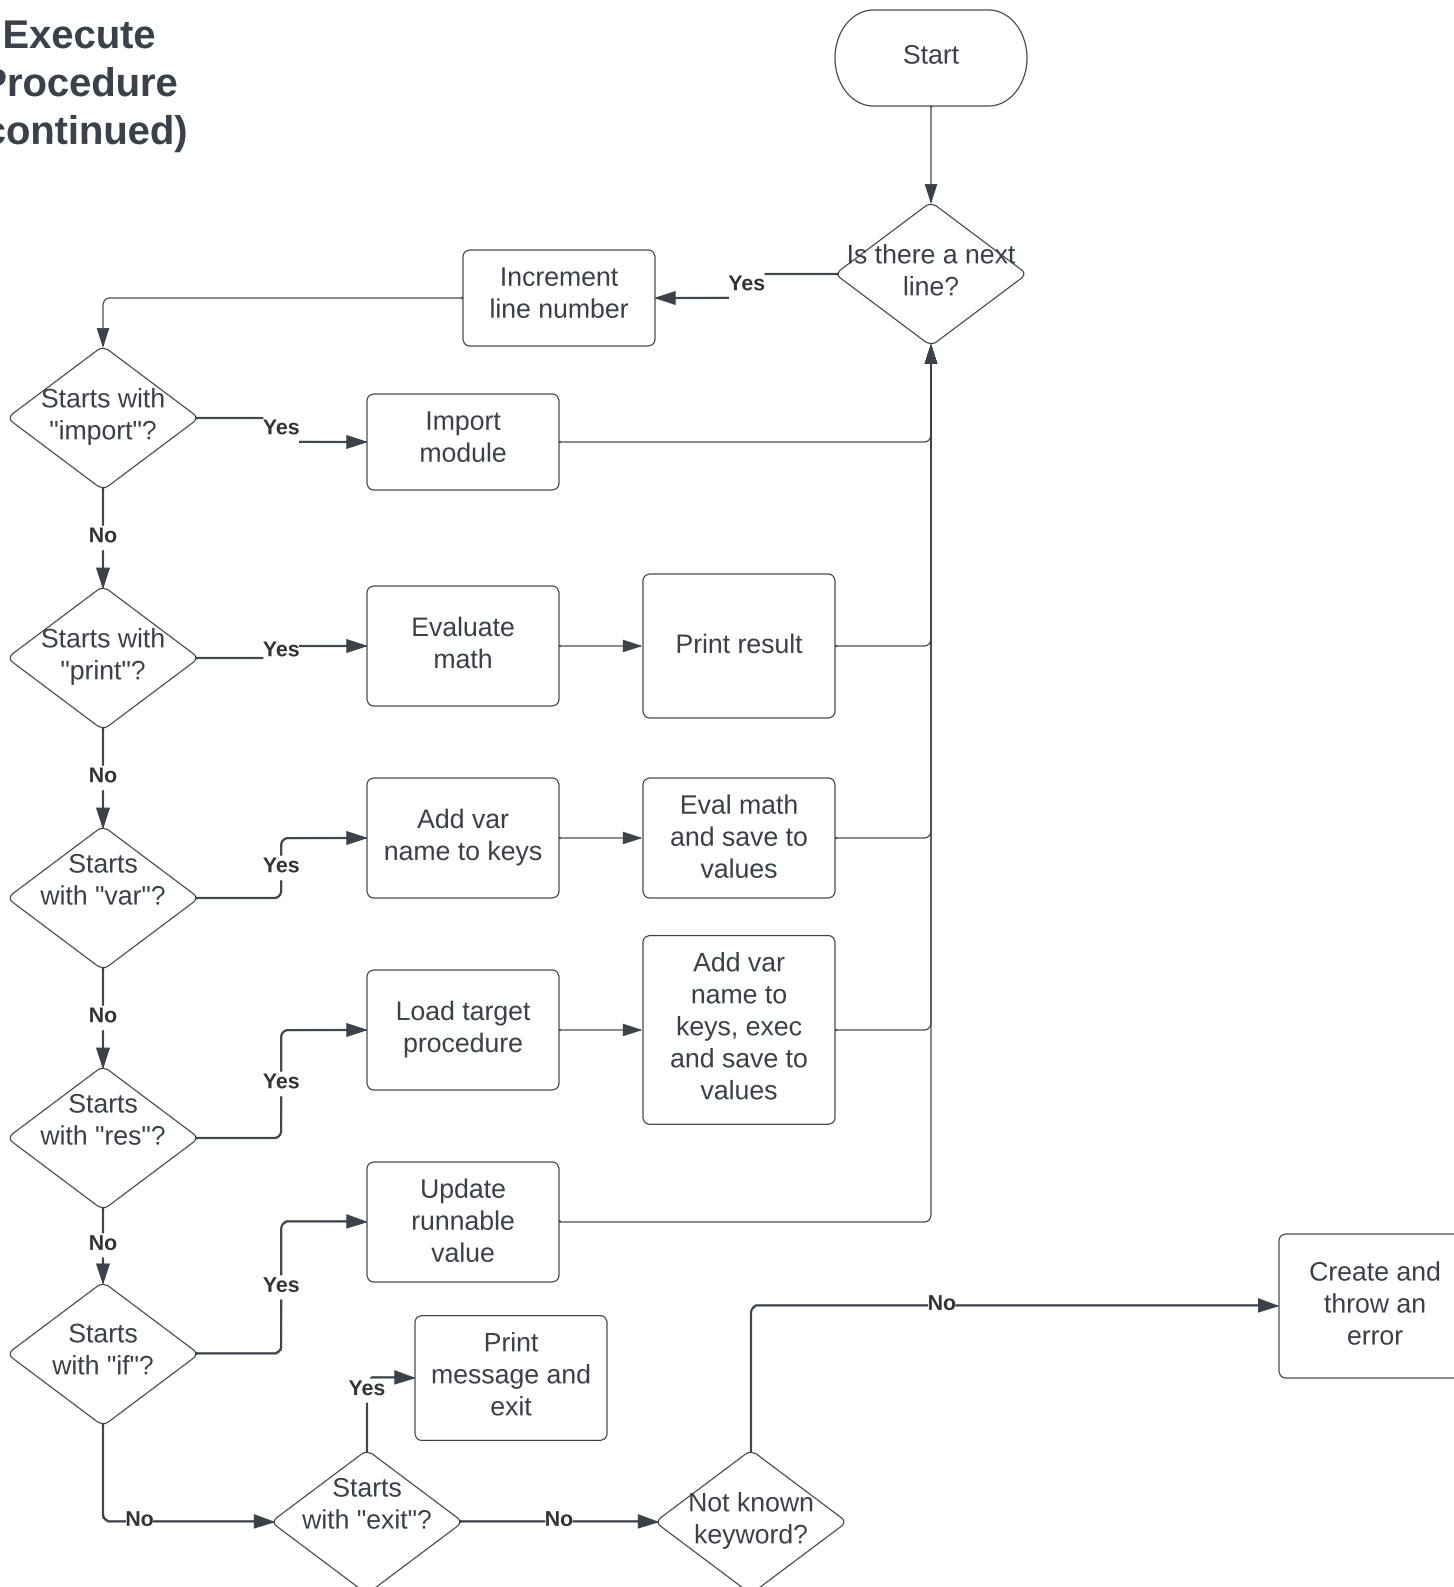 Execute
Procedure
continued)
Start
Is there a next
line?
Yes
Increment
line number
Starts with
"import"?
Yes
Import
module
No
Starts with
"print"?
Yes
Evaluate
math
Print result
No
Starts
with "var"?
Yes
Add var
name to keys
Eval math
and save to
values
No
Starts
with "res"?
Yes
Load target
procedure
Add var
name to
keys, exec
and save to
values
No
Starts
with "if"?
Yes
Update
runnable
value
No
Starts
with "exit"?
Yes
Print
message and
exit
No
Not known
keyword?
No
Create and
throw an
error